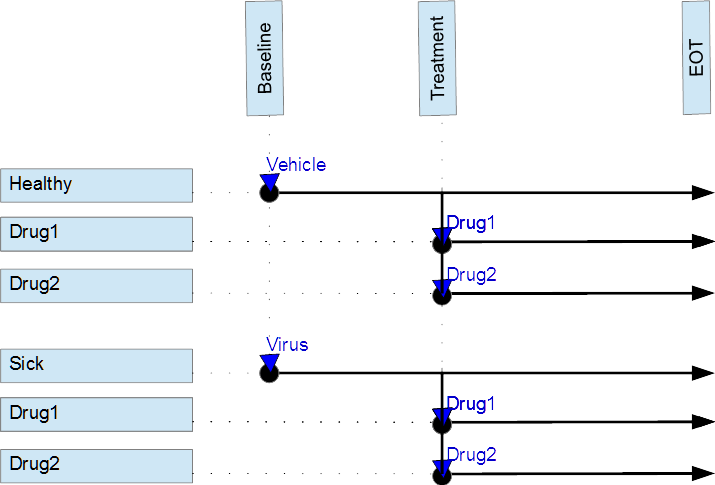 Baseline
Treatment
EOT
Vehicle
Healthy
Drug1
Drug1
Drug2
Drug2
Virus
Sick
Drug1
Drug1
Drug2
Drug2